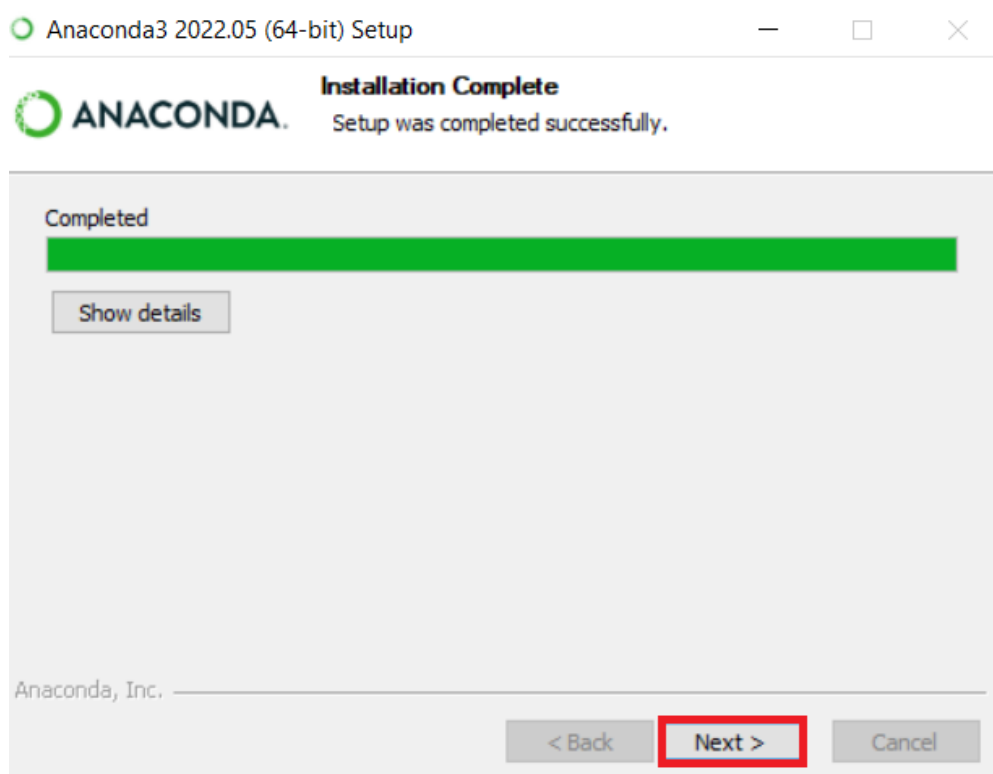 Anaconda3 2022.05 (64-bit) Setup
ANACONDA.
Installation Complete
Setup was completed successfully.
Completed
Show details
Anaconda, Inc.
< Back
Next >
Cancel